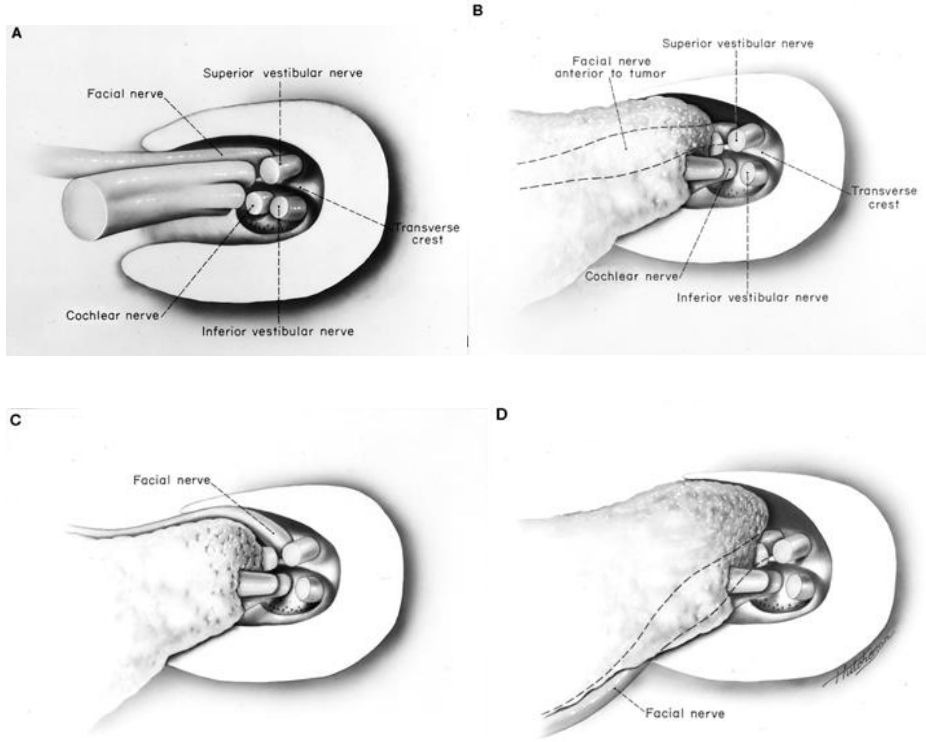 A
Superior vestibular nerve
Facial nerve
Transverse
crest
Cochlear nerve
Inferior vestibular nerve
B
Superior vestibular nerve
Facial nerve
anterior to tumor
Transverse
crest
Cochlear nerve
Inferior vestibular nerve
C
Facial nerve
D
Facial nerve
Hutcheson